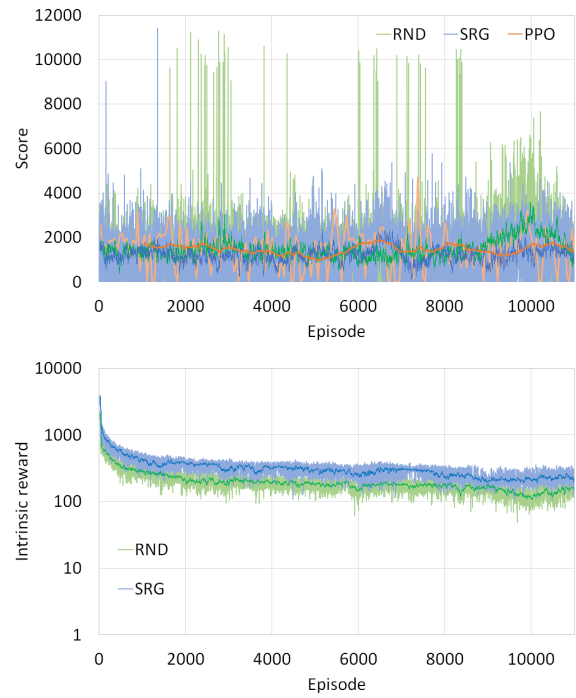 12000
10000
8000
6000
4000
2000
0
Score
RND SRG PPO
0 2000 4000 6000 8000 10000
Episode
10000
1000
100
10
1
Intrinsic reward
RND
SRG
0 2000 4000 6000 8000 10000
Episode